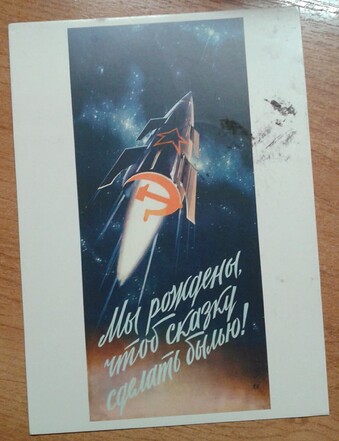 Мы рождены,
чтоб сказку
сделать былью!